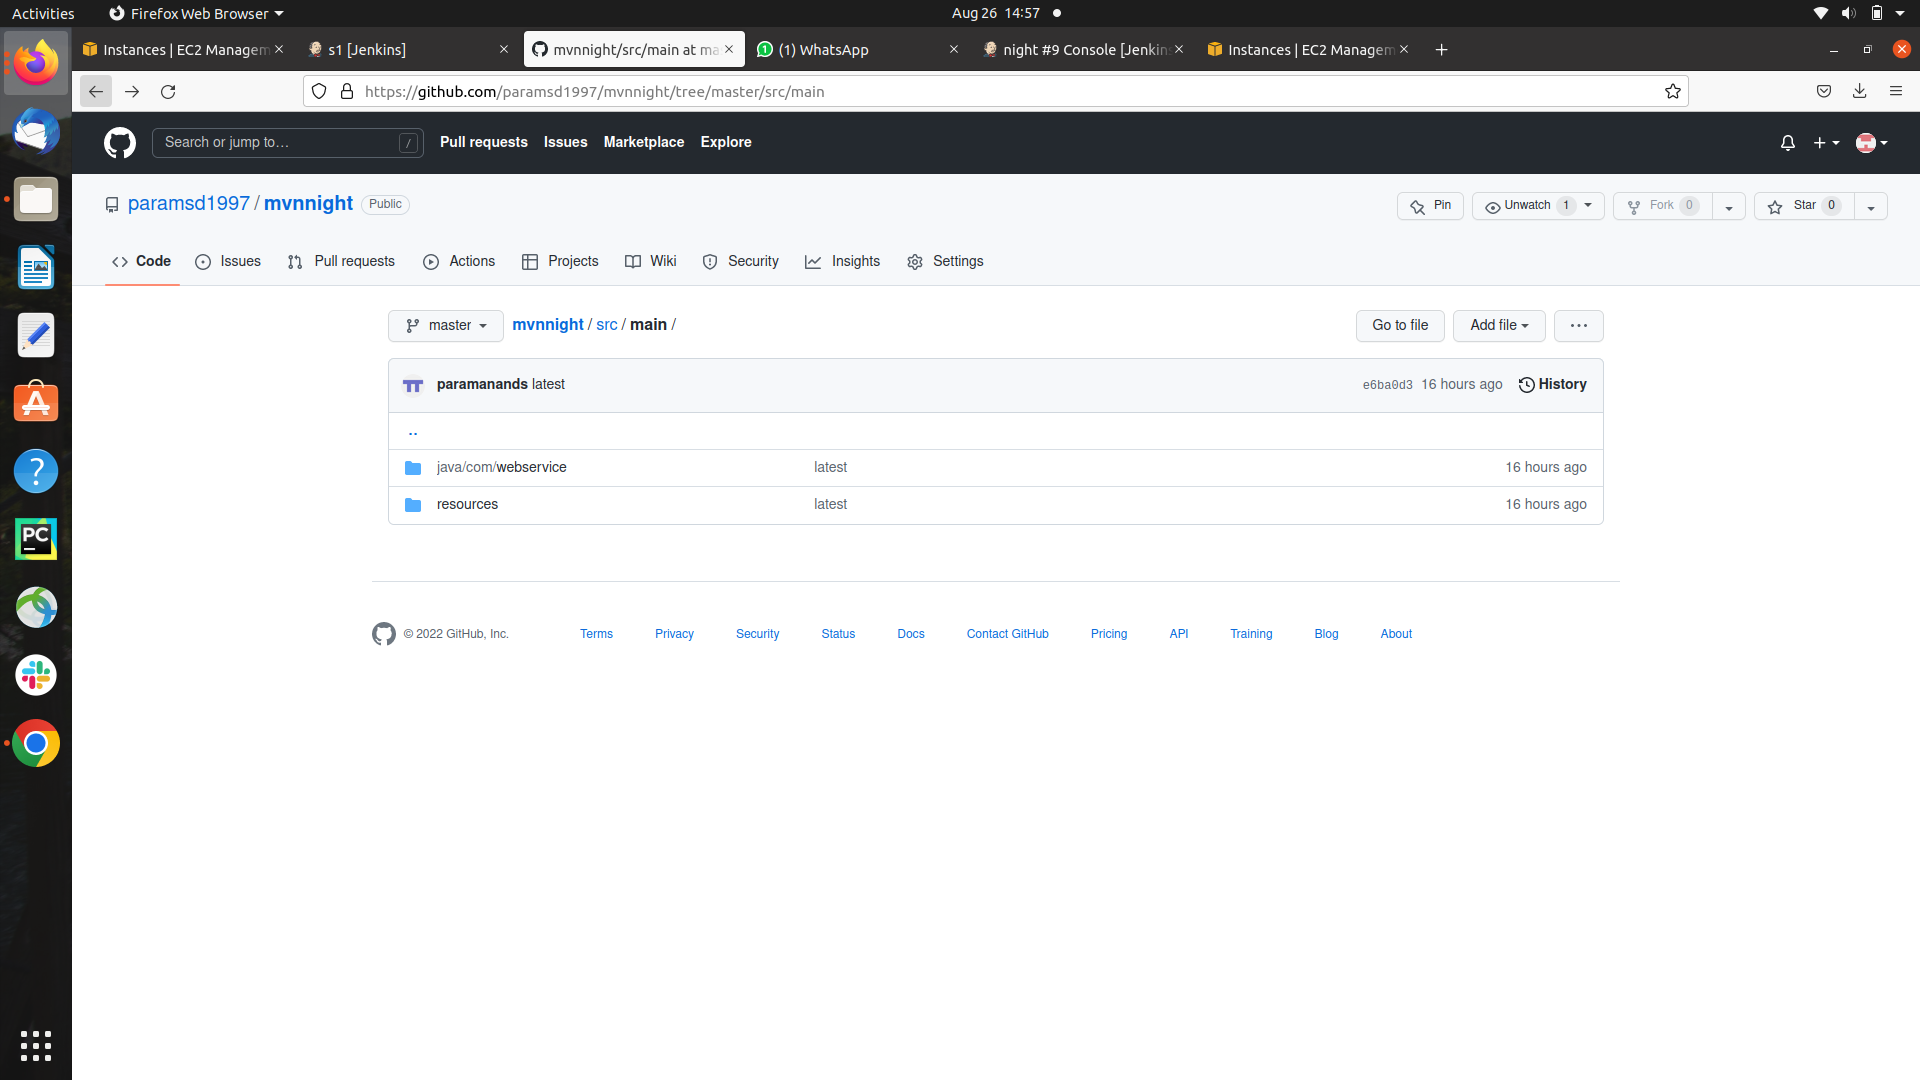 Activities Firefox Web Browser Aug 26 14:57
Instances | EC2 Managem s1 [Jenkins] mvnnight/src/main at ma (1) WhatsApp night #9 Console [Jenkins Instances | EC2 Managem
https://github.com/paramsd1997/mvnnight/tree/master/src/main
Search or jump to… / Pull requests Issues Marketplace Explore
paramsd1997 / mvnnight Public Pin Unwatch 1 Fork 0 Star 0
Code Issues Pull requests Actions Projects Wiki Security Insights Settings
master mvnnight / src / main / Go to file Add file ...
paramanands latest e6ba0d3 16 hours ago History
..
java/com/webservice latest 16 hours ago
resources latest 16 hours ago
© 2022 GitHub, Inc. Terms Privacy Security Status Docs Contact GitHub Pricing API Training Blog About
PC